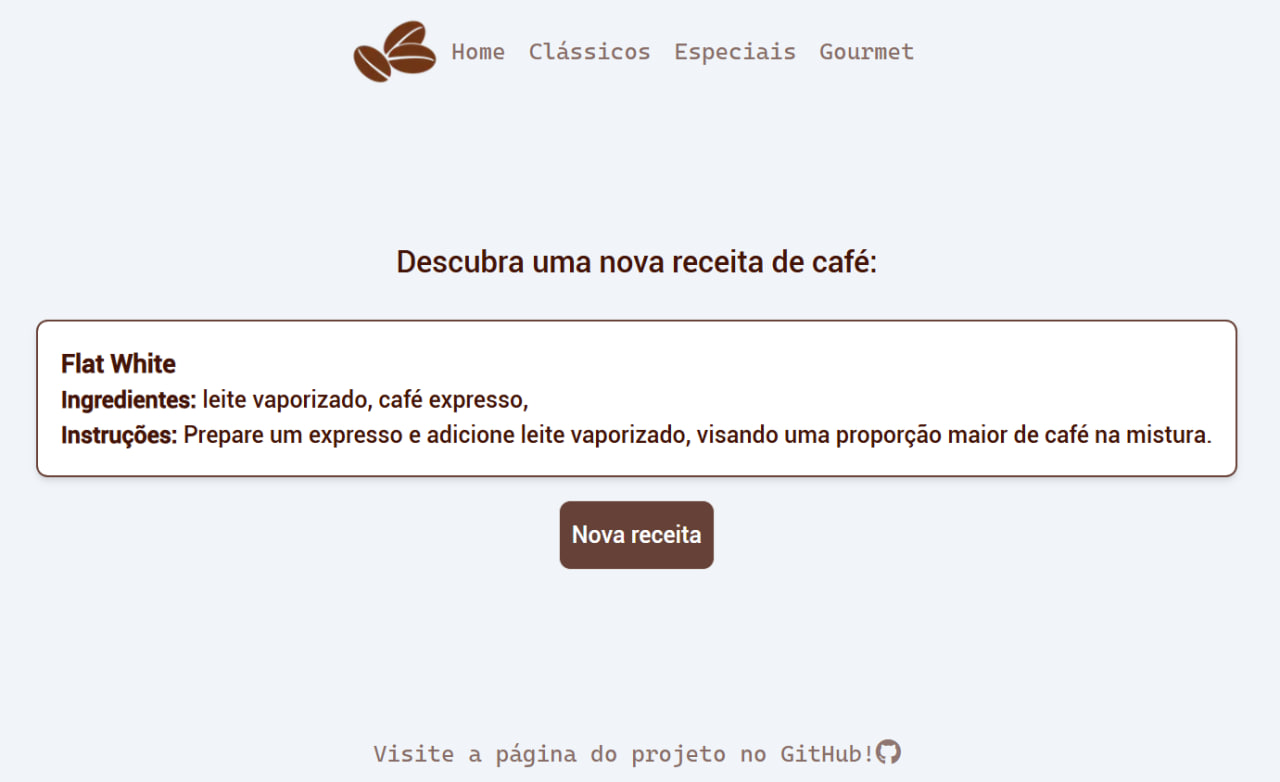 Home Clássicos Especiais Gourmet
Descubra uma nova receita de café:
Flat White
Ingredientes: leite vaporizado, café expresso,
Instruções: Prepare um expresso e adicione leite vaporizado, visando uma proporção maior de café na mistura.
Nova receita
Visite a página do projeto no GitHub!